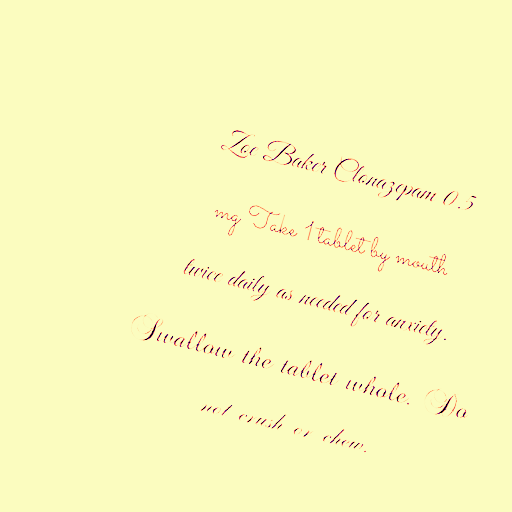 Zoe Baker Clonazepam 0.5
mg Take 1 tablet by mouth
twice daily as needed for anxiety.
Swallow the tablet whole. Do
not crush or chew.